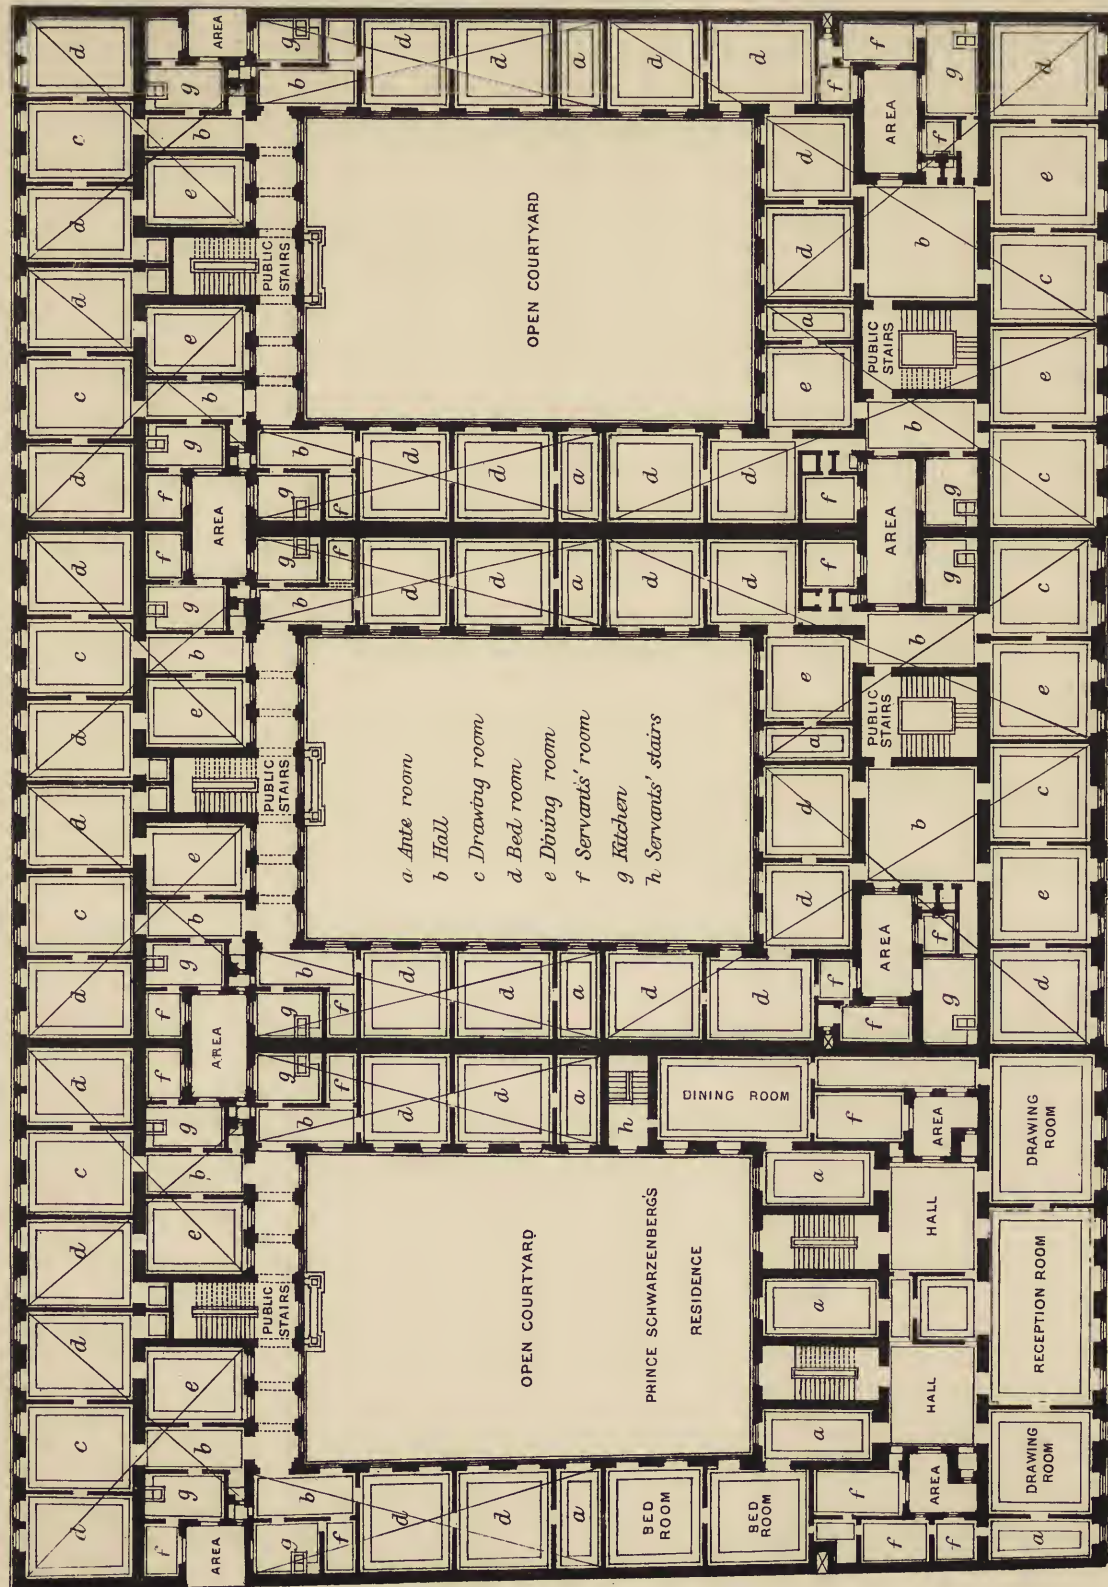 d c d d c d d c d d c d d c d d c d
f g b e e b g f f g b e e b g f f g b e e b g
AREA AREA AREA AREA
PUBLIC STAIRS
PUBLIC STAIRS
PUBLIC STAIRS
g b b g g b b g g b b g
f f f f f
d d d d d d
d d d d d d
a a a a a a
OPEN COURTYARD
PRINCE SCHWARZENBERG'S
RESIDENCE
a Ante room
b Hall
c Drawing room
d Bed room
e Dining room
f Servants' room
g Kitchen
h Servants' stairs
OPEN COURTYARD
BED
ROOM
h d d d d
BED
ROOM
DINING ROOM
d d d d
a a a d d a e e a d d
f f f f f f f f
PUBLIC
STAIRS
PUBLIC
STAIRS
f f
AREA AREA AREA AREA AREA
HALL HALL
b b b b
f f
g g g g
a
DRAWING
ROOM
RECEPTION ROOM
DRAWING
ROOM
d e c e c c e c e d